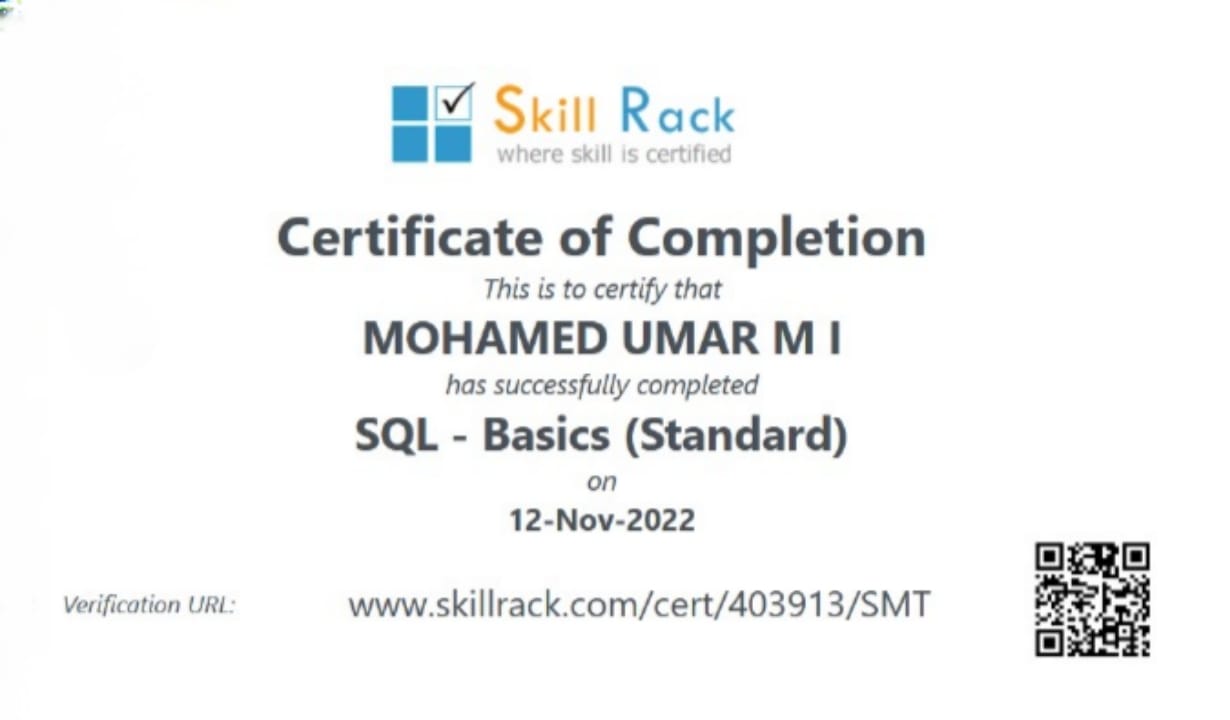 Skill Rack
where skill is certified
Certificate of Completion
This is to certify that
MOHAMED UMAR M I
has successfully completed
SQL - Basics (Standard)
on
12-Nov-2022
Verification URL: www.skillrack.com/cert/403913/SMT